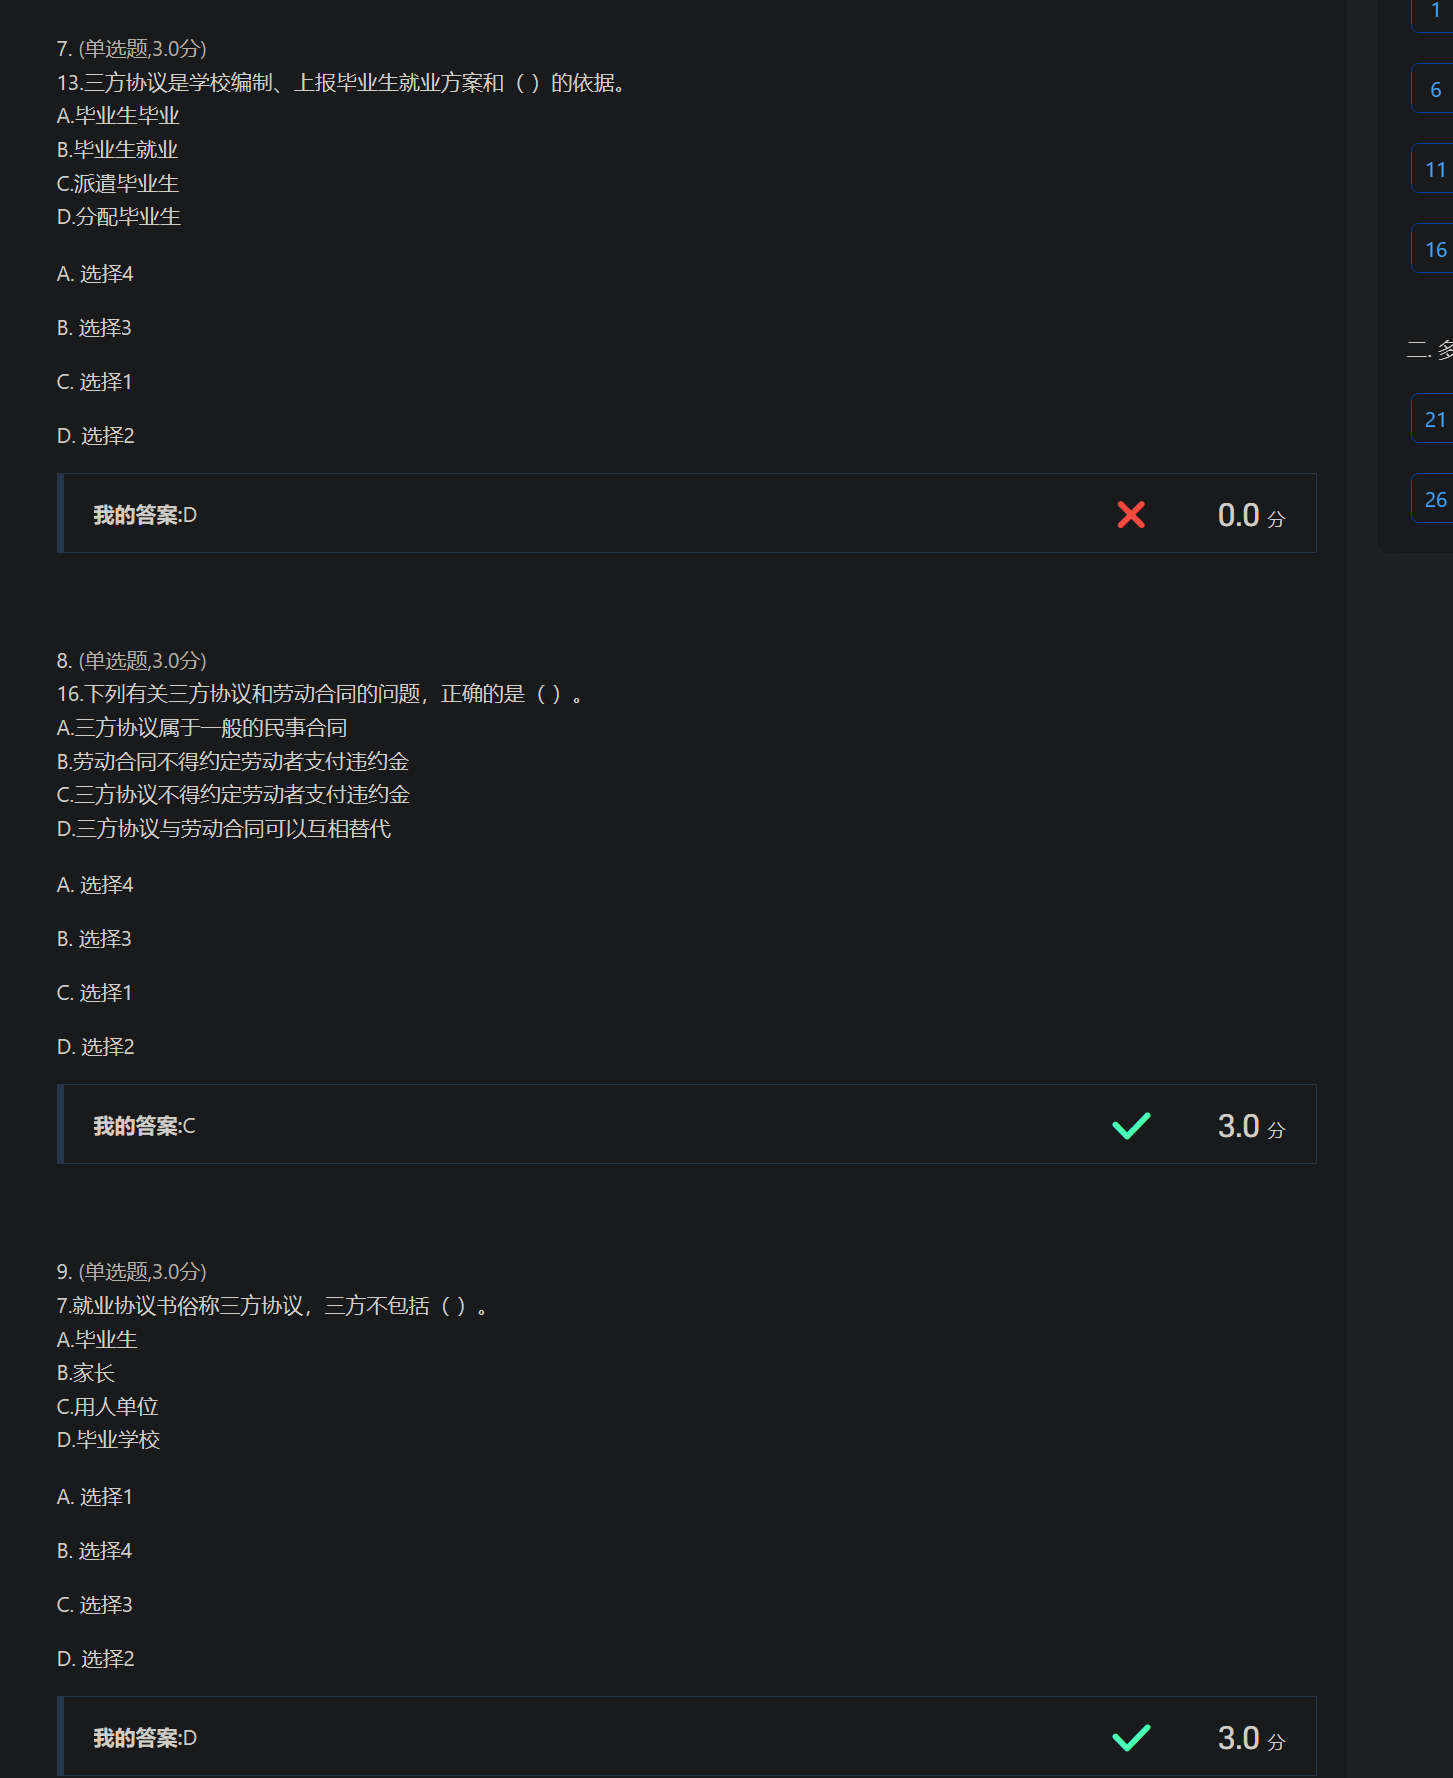 7. (单选题,3.0分)
13.三方协议是学校编制、上报毕业生就业方案和（ ）的依据。
A.毕业生毕业
B.毕业生就业
C.派遣毕业生
D.分配毕业生
A. 选择4
B. 选择3
C. 选择1
D. 选择2
我的答案:D
0.0 分
8. (单选题,3.0分)
16.下列有关三方协议和劳动合同的问题，正确的是（ ）。
A.三方协议属于一般的民事合同
B.劳动合同不得约定劳动者支付违约金
C.三方协议不得约定劳动者支付违约金
D.三方协议与劳动合同可以互相替代
A. 选择4
B. 选择3
C. 选择1
D. 选择2
我的答案:C
3.0 分
9. (单选题,3.0分)
7.就业协议书俗称三方协议，三方不包括（ ）。
A.毕业生
B.家长
C.用人单位
D.毕业学校
A. 选择1
B. 选择4
C. 选择3
D. 选择2
我的答案:D
3.0 分
1
6
11
16
二. 多
21
26